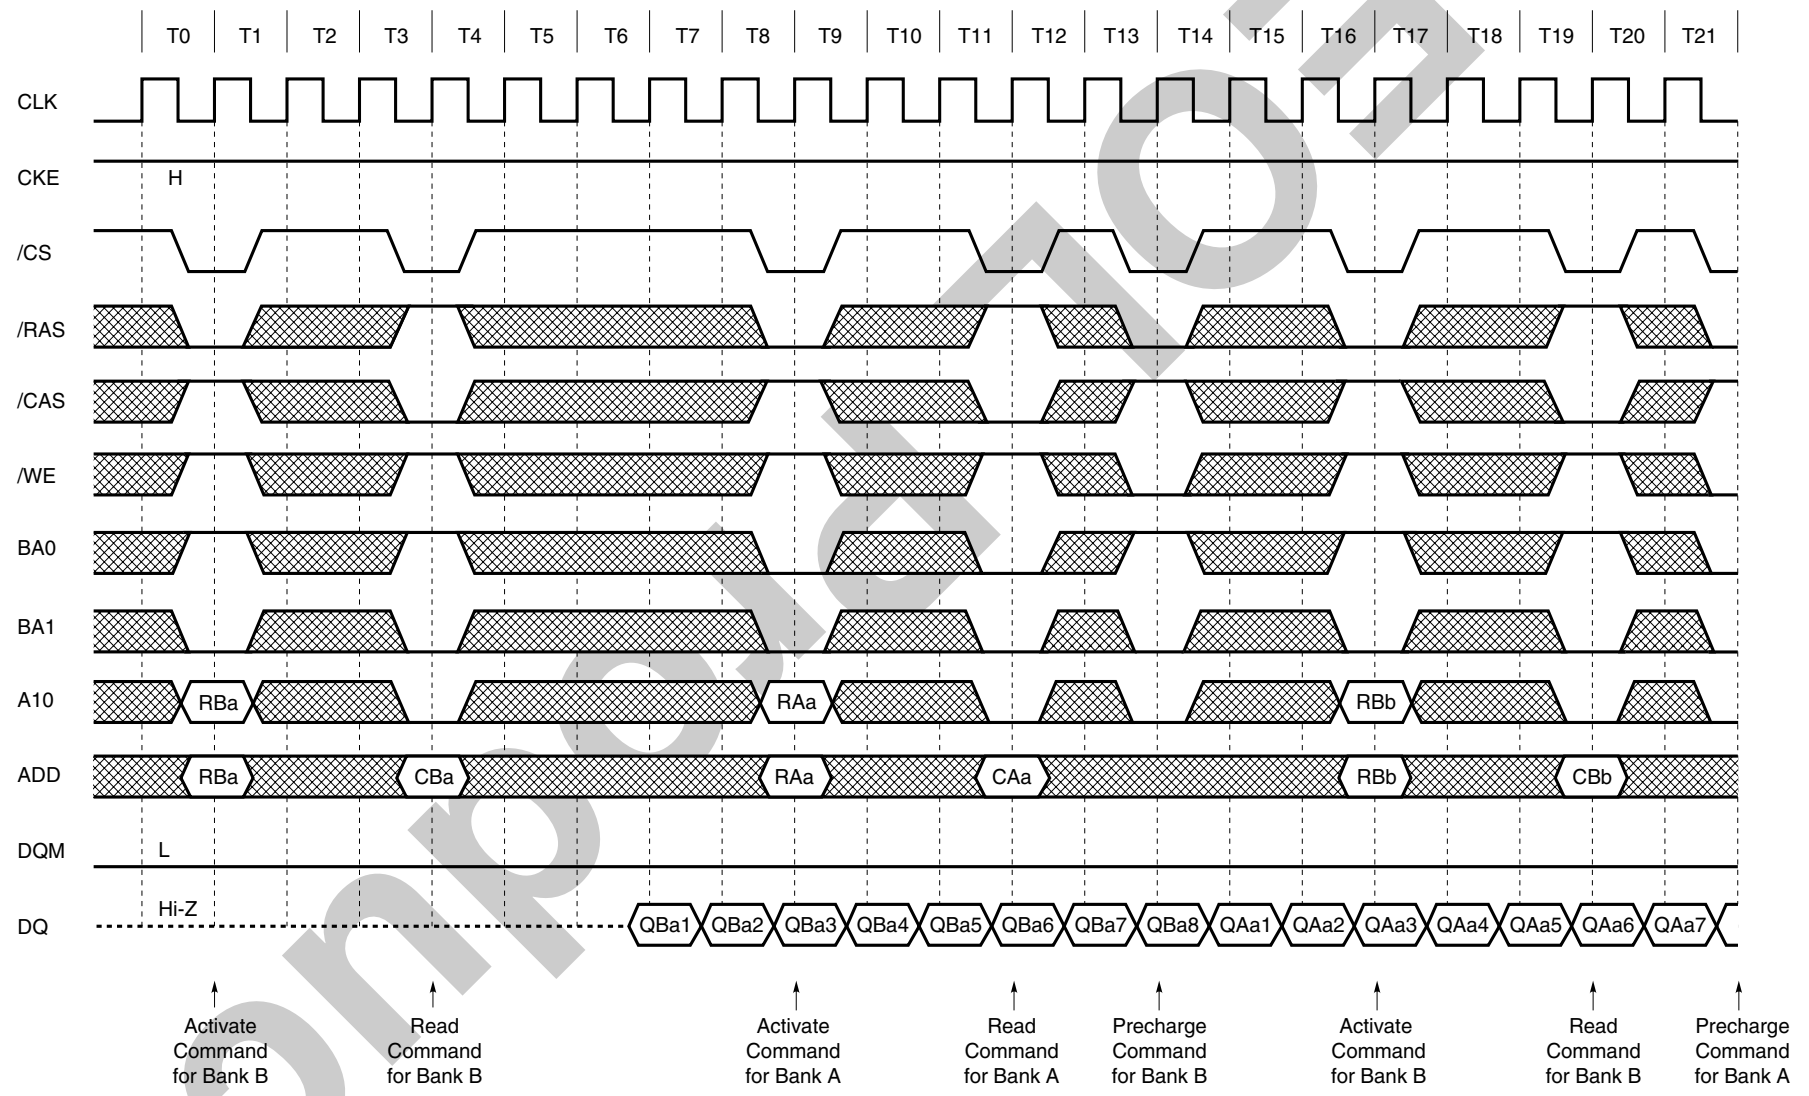 T0 T1 T2 T3 T4 T5 T6 T7 T8 T9 T10 T11 T12 T13 T14 T15 T16 T17 T18 T19 T20 T21
CLK
CKE H
/CS
/RAS
/CAS
/WE
BA0
BA1
A10 RBa RAa RBb
ADD RBa CBa RAa CAa RBb CBb
DQM L
DQ Hi-Z QBa1 QBa2 QBa3 QBa4 QBa5 QBa6 QBa7 QBa8 QAa1 QAa2 QAa3 QAa4 QAa5 QAa6 QAa7
Activate Command for Bank B
Read Command for Bank B
Activate Command for Bank A
Read Command for Bank A
Precharge Command for Bank B
Activate Command for Bank B
Read Command for Bank B
Precharge Command for Bank A